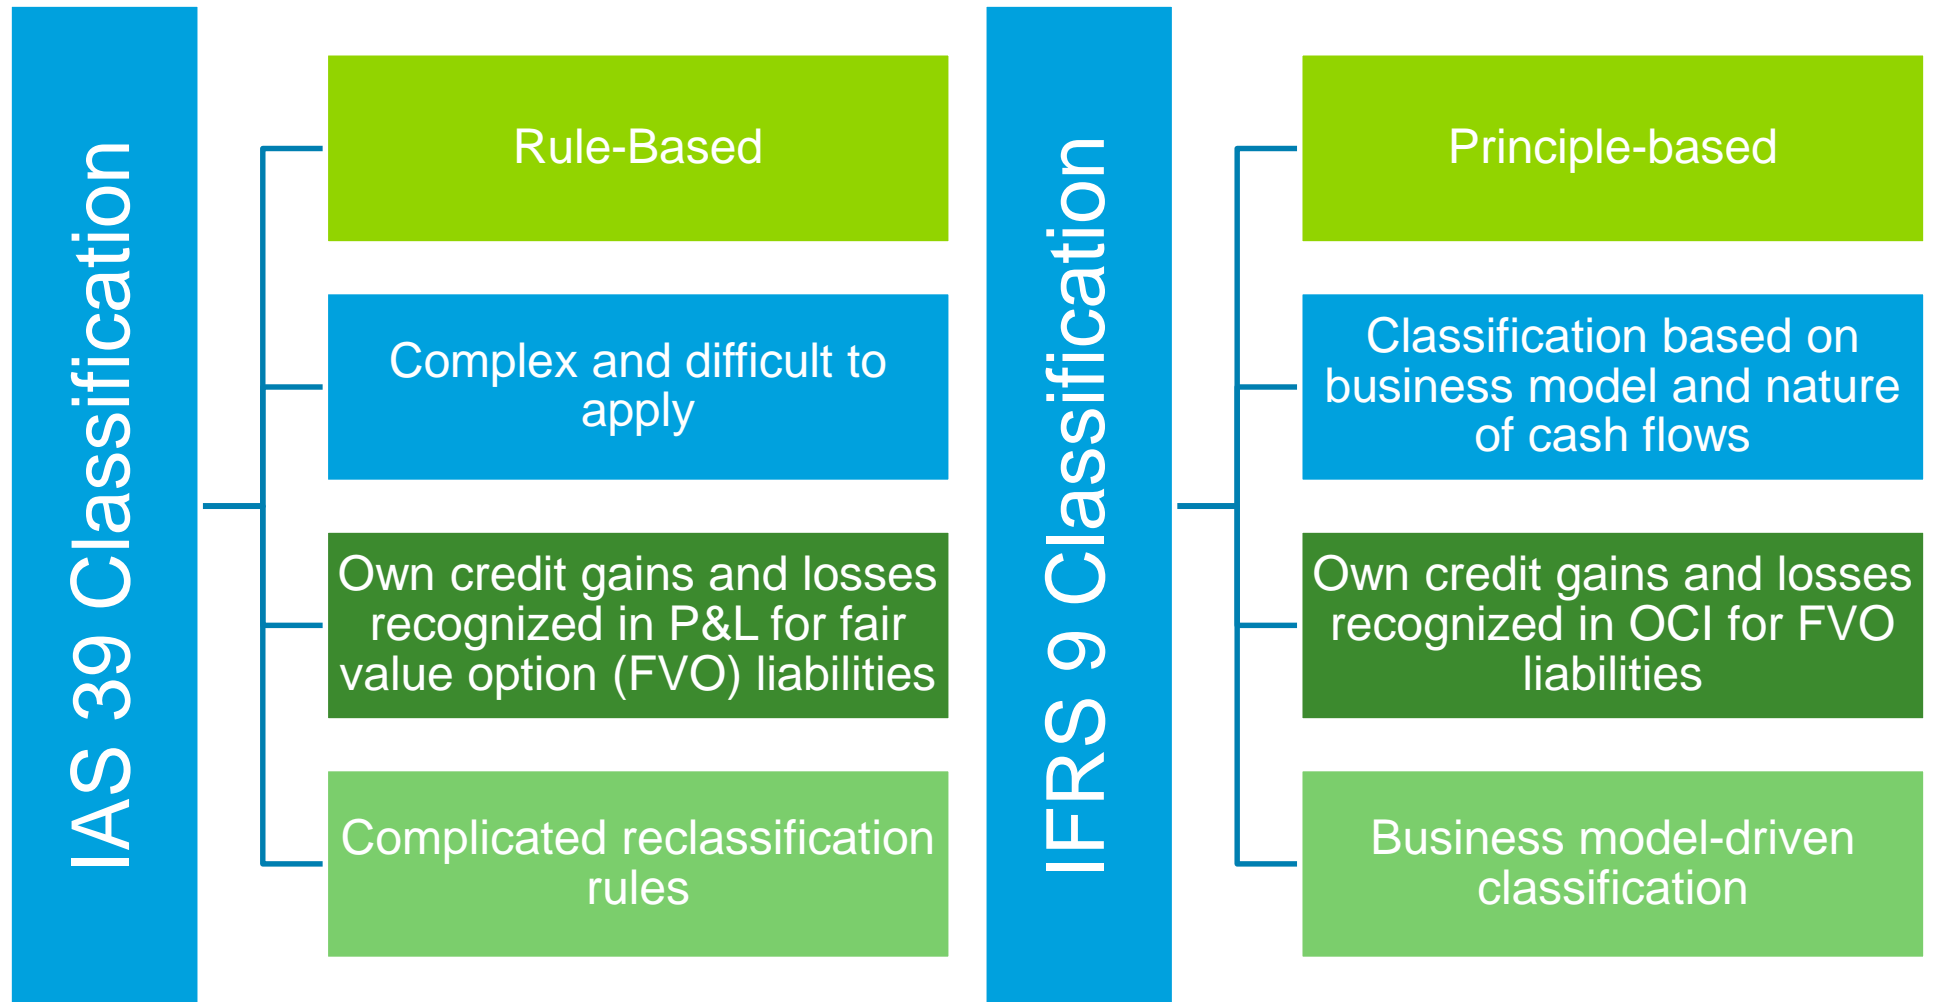 IAS 39 Classification
Rule-Based
Complex and difficult to
apply
Own credit gains and losses
recognized in P&L for fair
value option (FVO) liabilities
Complicated reclassification
rules
IFRS 9 Classification
Principle-based
Classification based on
business model and nature
of cash flows
Own credit gains and losses
recognized in OCI for FVO
liabilities
Business model-driven
classification